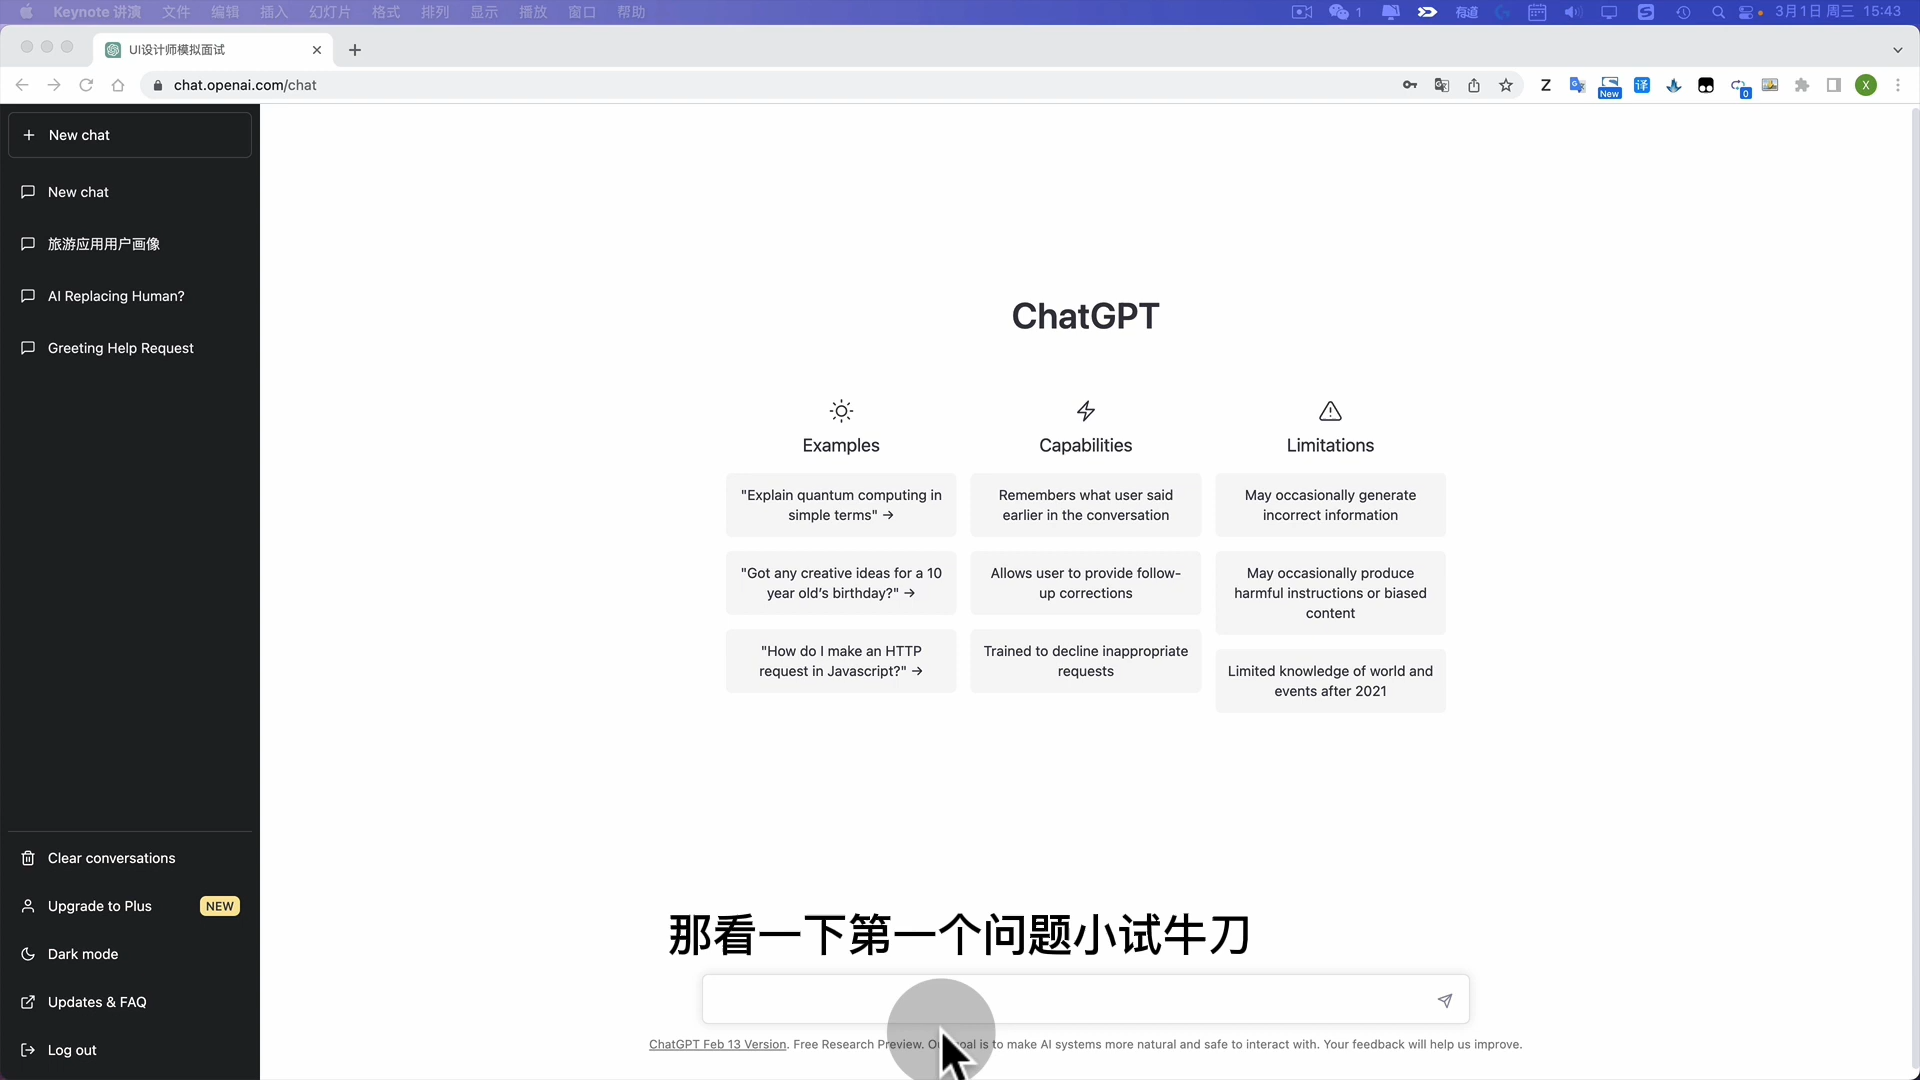 Keynote 讲演 文件 编辑 插入 幻灯片 格式 排列 显示 播放 窗口 帮助 1 有道 3月1日 周三 15:43
UI设计师模拟面试
chat.openai.com/chat
Z New 译 0 X
New chat
New chat
旅游应用用户画像
AI Replacing Human?
Greeting Help Request
ChatGPT
Examples
"Explain quantum computing in
simple terms" →
"Got any creative ideas for a 10
year old's birthday?" →
"How do I make an HTTP
request in Javascript?" →
Capabilities
Remembers what user said
earlier in the conversation
Allows user to provide follow-
up corrections
Trained to decline inappropriate
requests
Limitations
May occasionally generate
incorrect information
May occasionally produce
harmful instructions or biased
content
Limited knowledge of world and
events after 2021
Clear conversations
Upgrade to Plus NEW
Dark mode
Updates & FAQ
Log out
那看一下第一个问题小试牛刀
ChatGPT Feb 13 Version. Free Research Preview. Our goal is to make AI systems more natural and safe to interact with. Your feedback will help us improve.